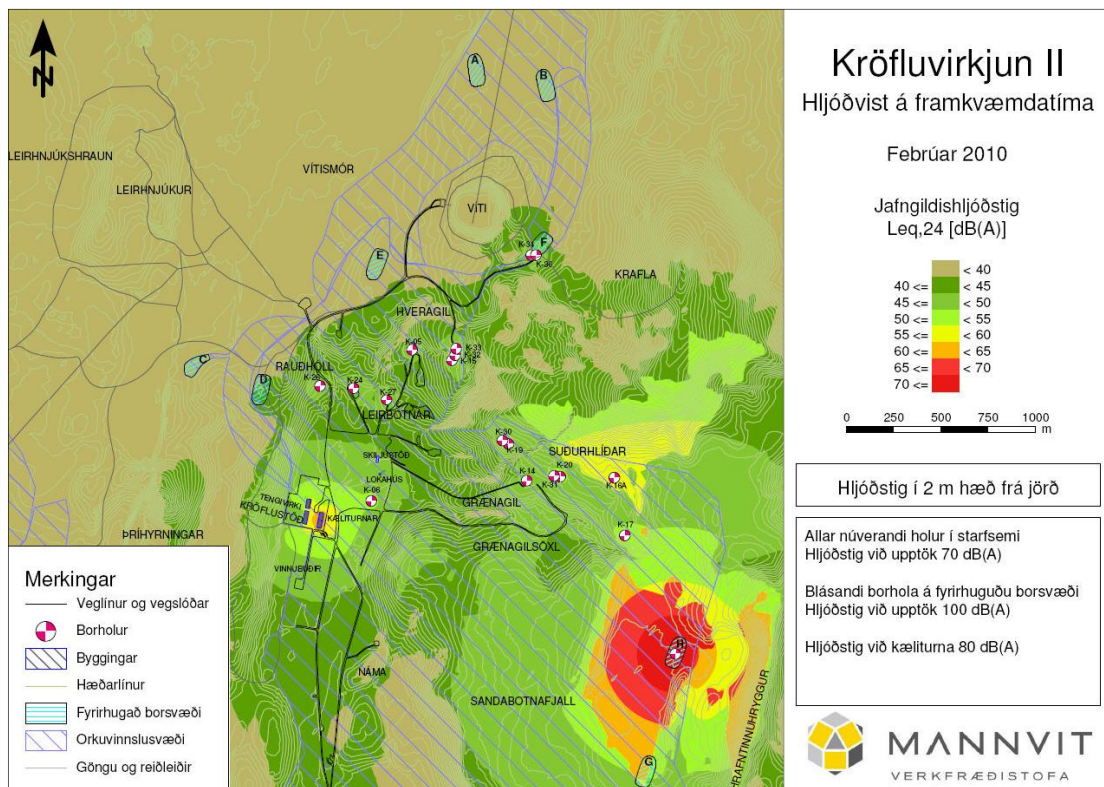 N
A
B
LEIRHNJÚKSHRAUN
VÍTISMÓR
LEIRHNJÚKUR
VÍTI
F
K-34
K-36
E
KRAFLA
HVERAGIL
K-05
K-33
K-15
C
RAUÐHÓLL
D
K-26
K-24
K-27
LEIRBOTNAR
K-30
K-19
SUÐURHLÍÐAR
SKILJUSTÖÐ
LOKAHÚS
K-14
K-20
K-31
K-16A
K-06
TENGIVIRKI
KRÖFLUSTÖÐ
KÆLITURNAR
GRÆNAGIL
K-17
ÞRÍHYRNINGAR
GRÆNAGILSÖXL
VINNUBÚÐIR
H
NÁMA
SANDABOTNAFJALL
HRAFNTINNUHRYGGUR
G
Merkingar
Veglínur og vegslóðar
Borholur
Byggingar
Hæðarlínur
Fyrirhugað borsvæði
Orkuvinnslusvæði
Göngu og reiðleiðir
Kröfluvirkjun II
Hljóðvist á framkvæmdatíma
Febrúar 2010
Jafngildishljóðstig
Leq,24 [dB(A)]
< 40
40 <= < 45
45 <= < 50
50 <= < 55
55 <= < 60
60 <= < 65
65 <= < 70
70 <=
0 250 500 750 1000
m
Hljóðstig í 2 m hæð frá jörð
Allar núverandi holur í starfsemi
Hljóðstig við upptök 70 dB(A)
Blásandi borhola á fyrirhuguðu borsvæði
Hljóðstig við upptök 100 dB(A)
Hljóðstig við kæliturna 80 dB(A)
MANNVIT
VERKFRÆÐISTOFA